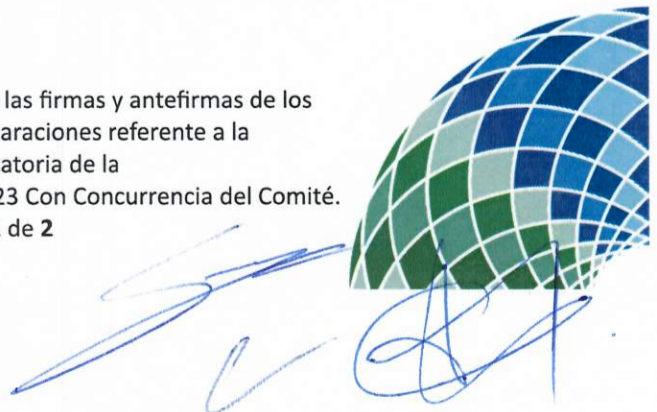 las firmas y antefirmas de los
araciones referente a la
atoria de la
23 Con Concurrencia del Comité.
de 2